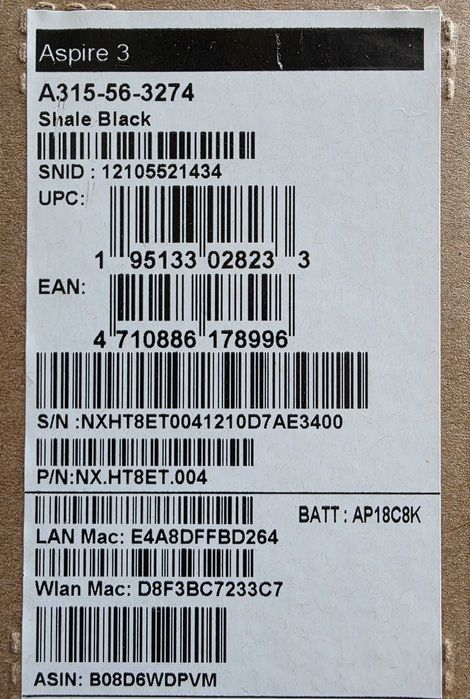 Aspire 3
A315-56-3274
Shale Black
SNID : 12105521434
UPC:
1 95133 02823 3
EAN:
4 710886 178996
S/N :NXHT8ET0041210D7AE3400
P/N:NX.HT8ET.004
BATT : AP18C8K
LAN Mac: E4A8DFFBD264
Wlan Mac: D8F3BC7233C7
ASIN: B08D6WDPVM